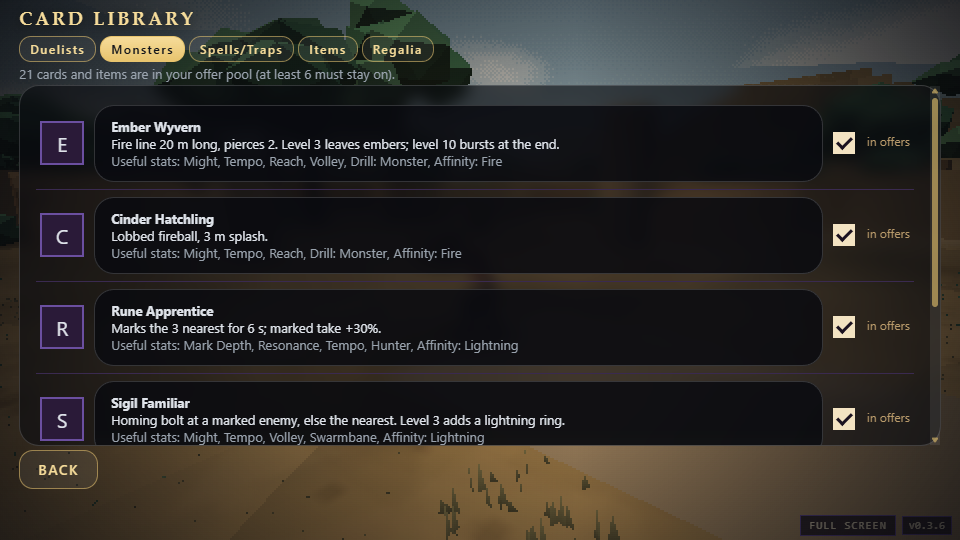 CARD LIBRARY
Duelists Monsters Spells/Traps Items Regalia
21 cards and items are in your offer pool (at least 6 must stay on).
E
Ember Wyvern
Fire line 20 m long, pierces 2. Level 3 leaves embers; level 10 bursts at the end.
Useful stats: Might, Tempo, Reach, Volley, Drill: Monster, Affinity: Fire
in offers
C
Cinder Hatchling
Lobbed fireball, 3 m splash.
Useful stats: Might, Tempo, Reach, Drill: Monster, Affinity: Fire
in offers
R
Rune Apprentice
Marks the 3 nearest for 6 s; marked take +30%.
Useful stats: Mark Depth, Resonance, Tempo, Hunter, Affinity: Lightning
in offers
S
Sigil Familiar
Homing bolt at a marked enemy, else the nearest. Level 3 adds a lightning ring.
Useful stats: Might, Tempo, Volley, Swarmbane, Affinity: Lightning
in offers
BACK
FULL SCREEN v0.3.6